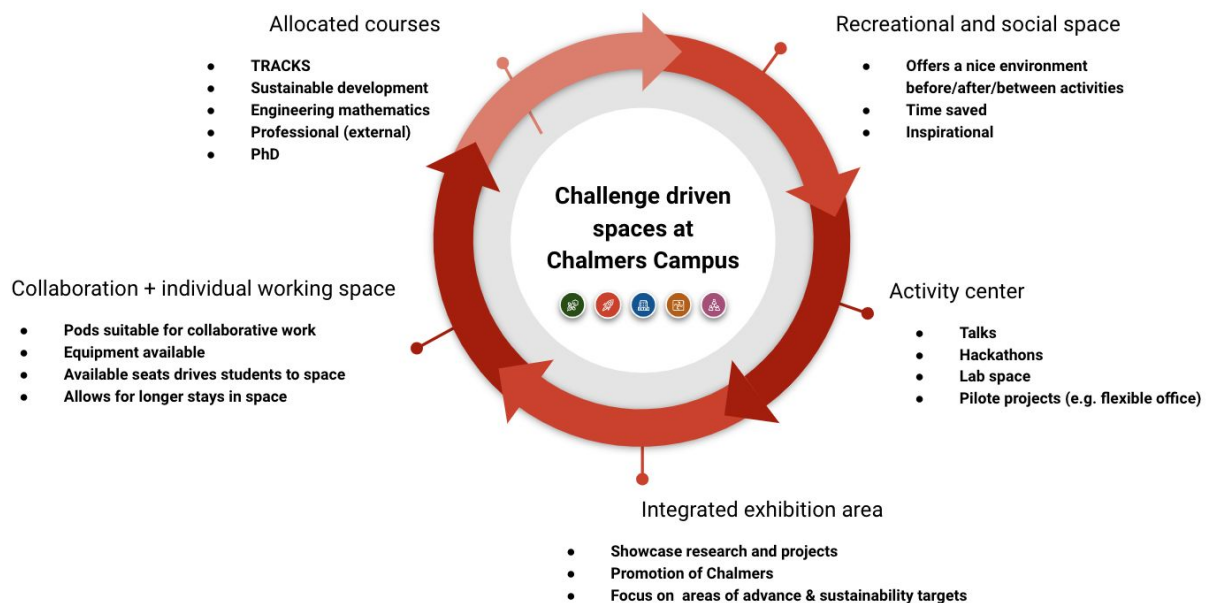 Allocated courses
● TRACKS
● Sustainable development
● Engineering mathematics
● Professional (external)
● PhD
Recreational and social space
● Offers a nice environment
before/after/between activities
● Time saved
● Inspirational
Challenge driven
spaces at
Chalmers Campus
Collaboration + individual working space
● Pods suitable for collaborative work
● Equipment available
● Available seats drives students to space
● Allows for longer stays in space
Activity center
● Talks
● Hackathons
● Lab space
● Pilote projects (e.g. flexible office)
Integrated exhibition area
● Showcase research and projects
● Promotion of Chalmers
● Focus on areas of advance & sustainability targets